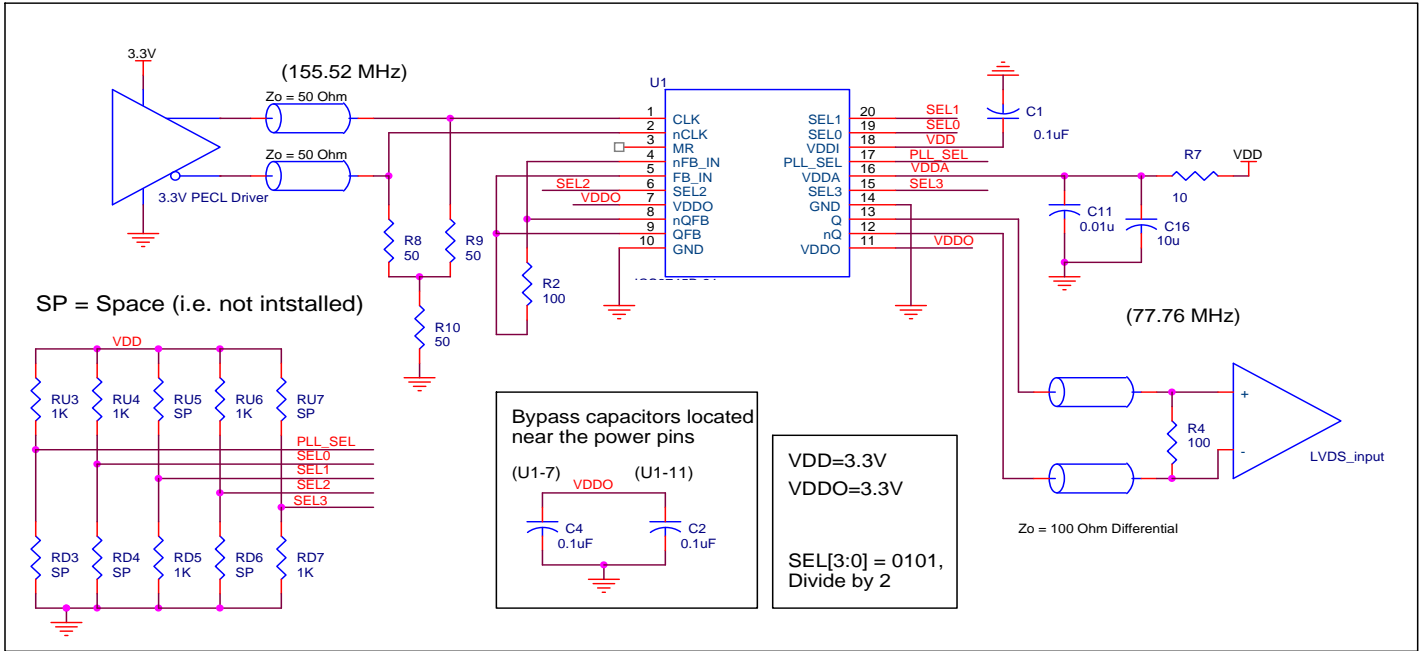 3.3V
(155.52 MHz)
Zo = 50 Ohm
Zo = 50 Ohm
3.3V PECL Driver
U1
1 CLK
2 nCLK
3 MR
4 nFB_IN
5 FB_IN
6 SEL2
7 VDDO
8 nQFB
9 QFB
10 GND
SEL2
VDDO
20 SEL1
19 SEL0
18 VDDI
17 PLL_SEL
16 VDDA
15 SEL3
14 GND
13 Q
12 nQ
11 VDDO
SEL1
SEL0
VDD
PLL_SEL
VDDA
SEL3
VDDO
C1
0.1uF
R7
10
VDD
C11
0.01u
C16
10u
R8
50
R9
50
R10
50
R2
100
SP = Space (i.e. not intstalled)
VDD
RU3
1K
RU4
1K
RU5
SP
RU6
1K
RU7
SP
PLL_SEL
SEL0
SEL1
SEL2
SEL3
RD3
SP
RD4
SP
RD5
1K
RD6
SP
RD7
1K
Bypass capacitors located
near the power pins
(U1-7)
(U1-11)
VDDO
C4
0.1uF
C2
0.1uF
VDD=3.3V
VDDO=3.3V
SEL[3:0] = 0101,
Divide by 2
(77.76 MHz)
+
-
R4
100
LVDS_input
Zo = 100 Ohm Differential